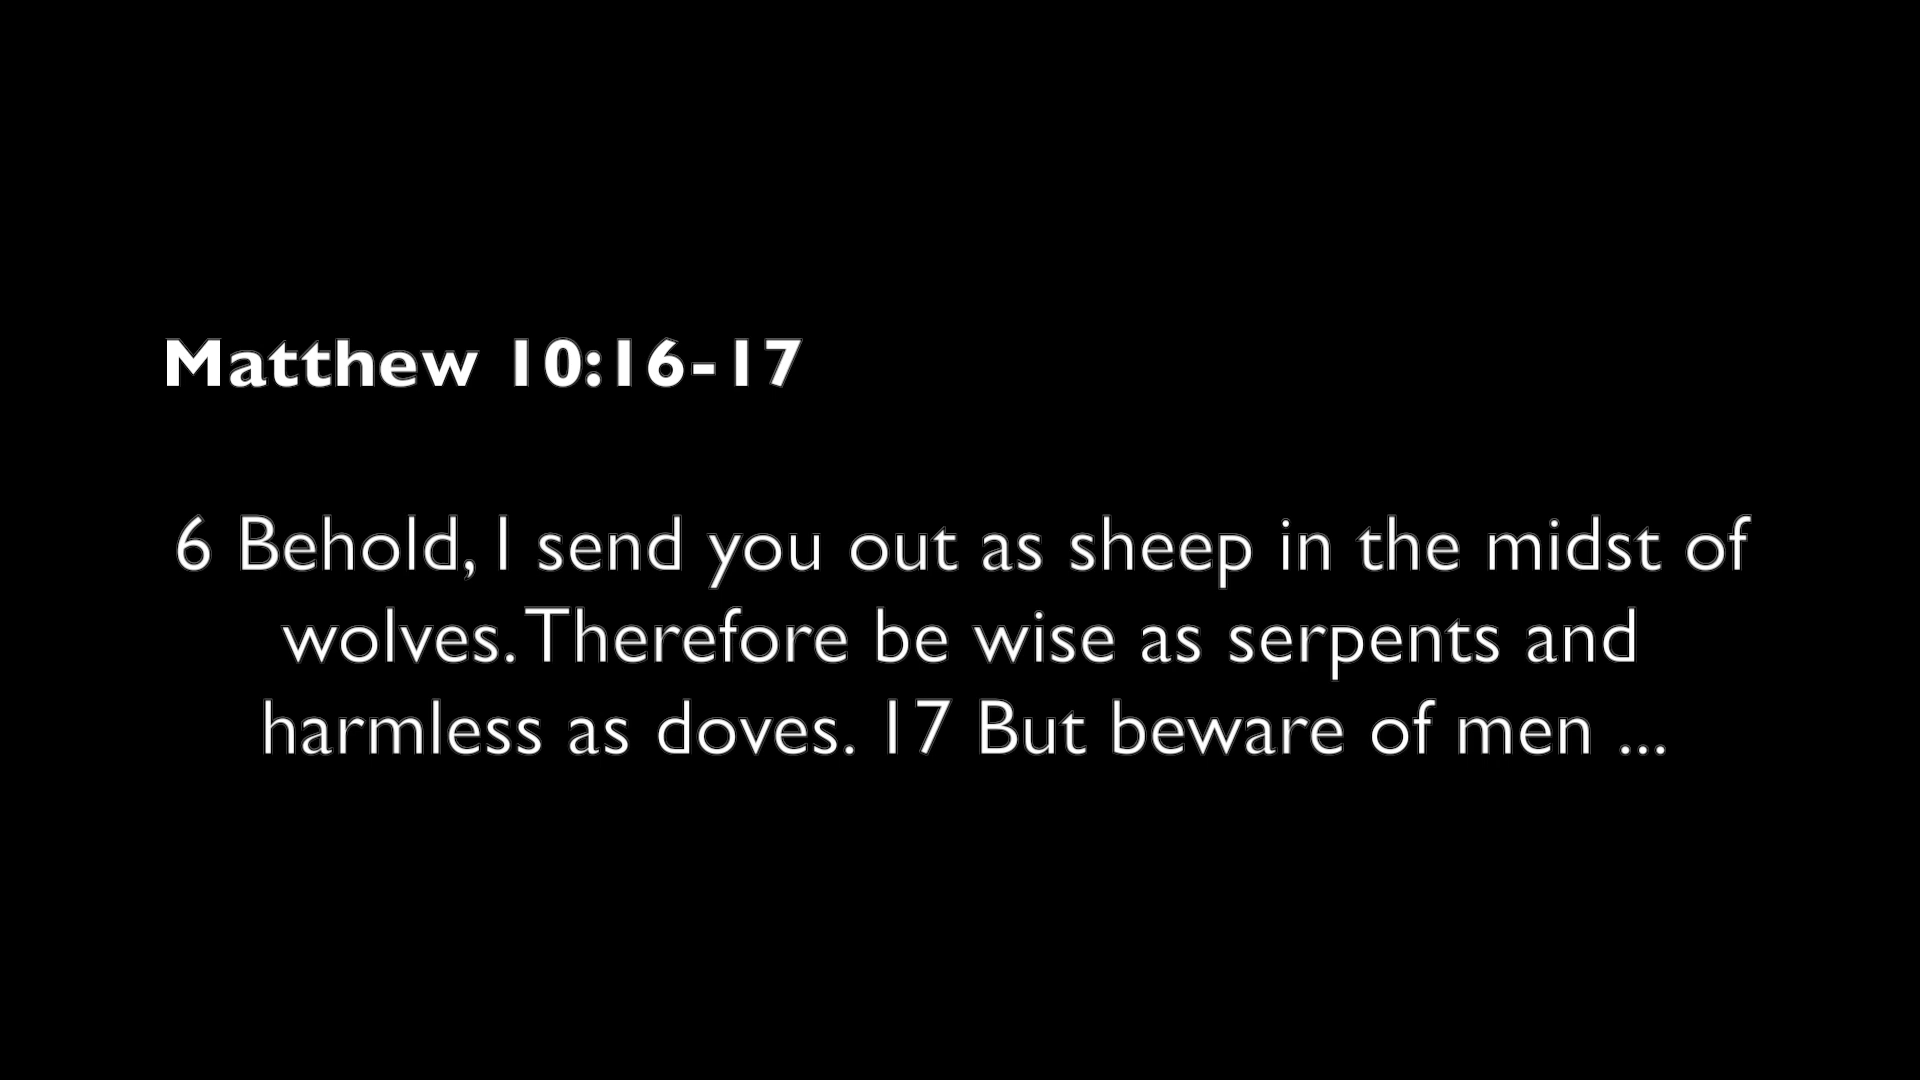 Matthew 10:16-17
6 Behold, I send you out as sheep in the midst of
wolves. Therefore be wise as serpents and
harmless as doves. 17 But beware of men ...